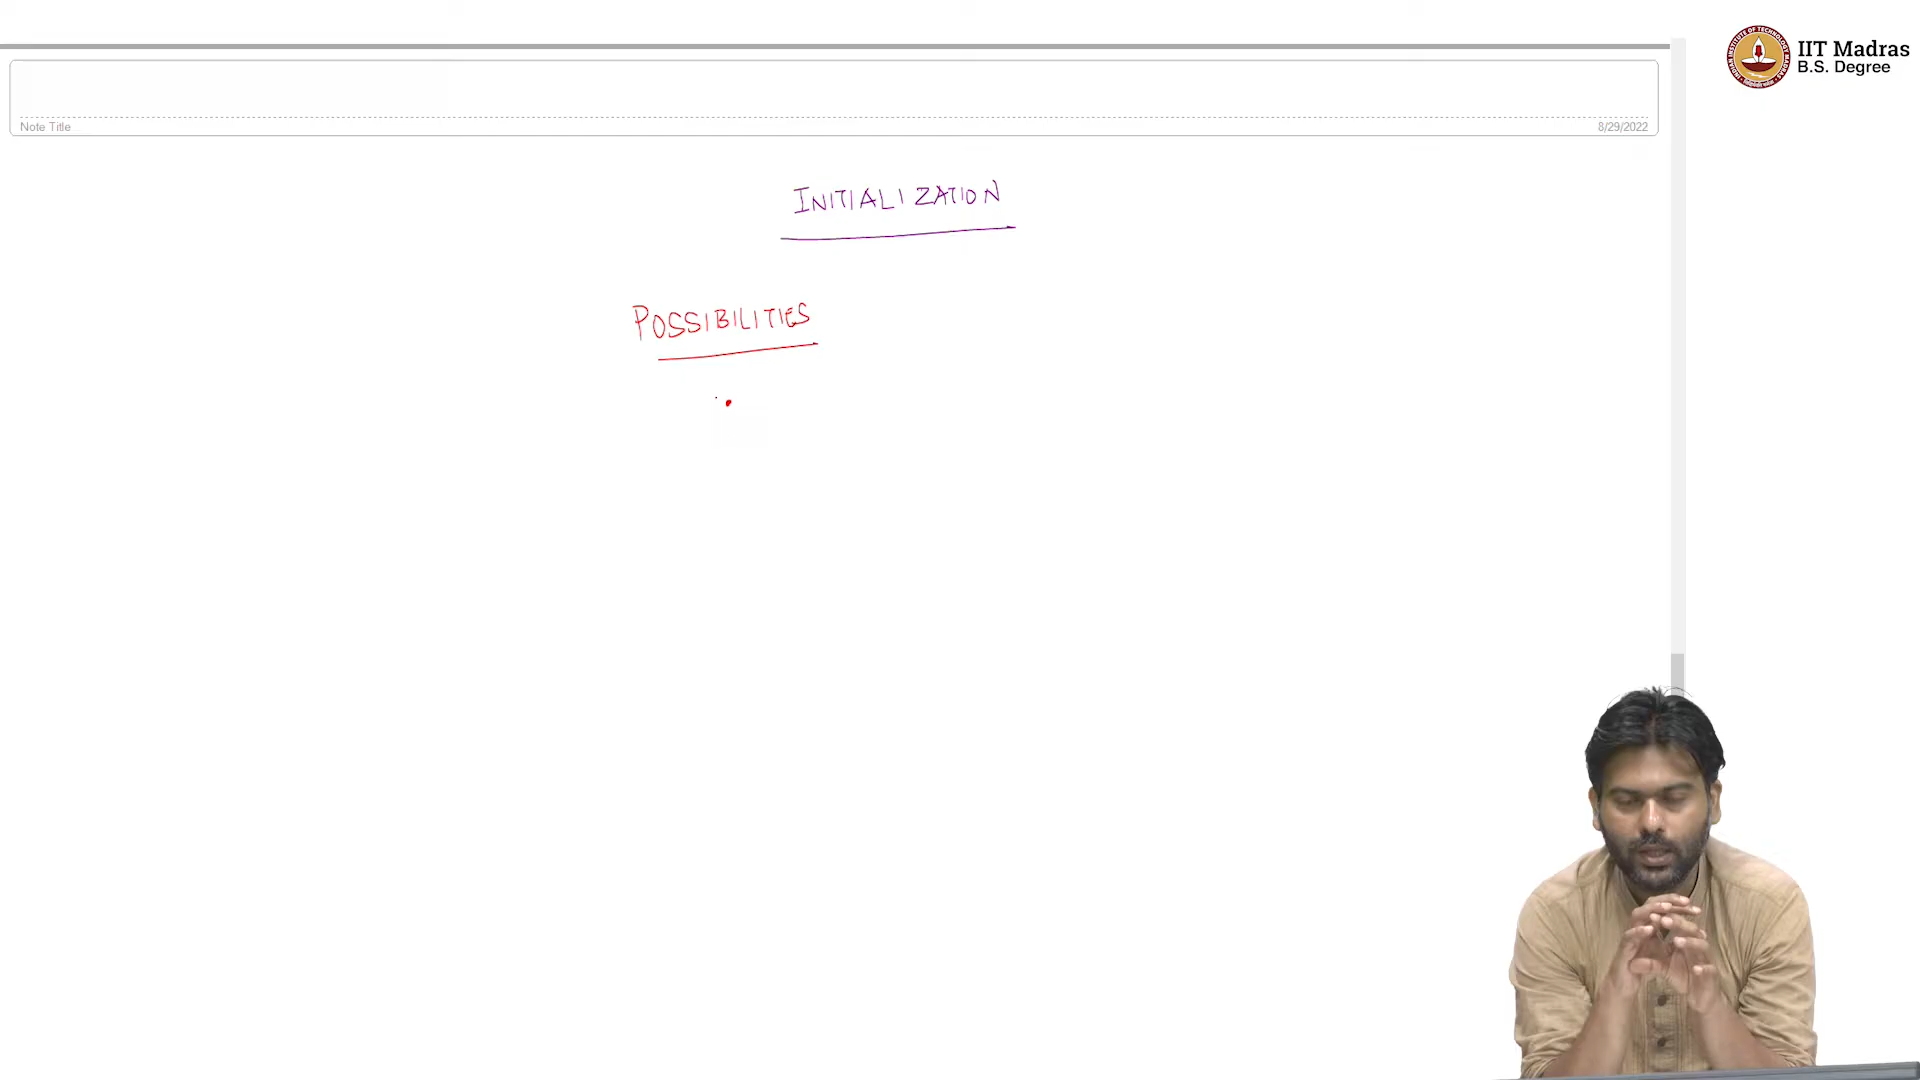 IIT Madras
B.S. Degree
Note Title
8/29/2022
INITIALIZATION
POSSIBILITIES